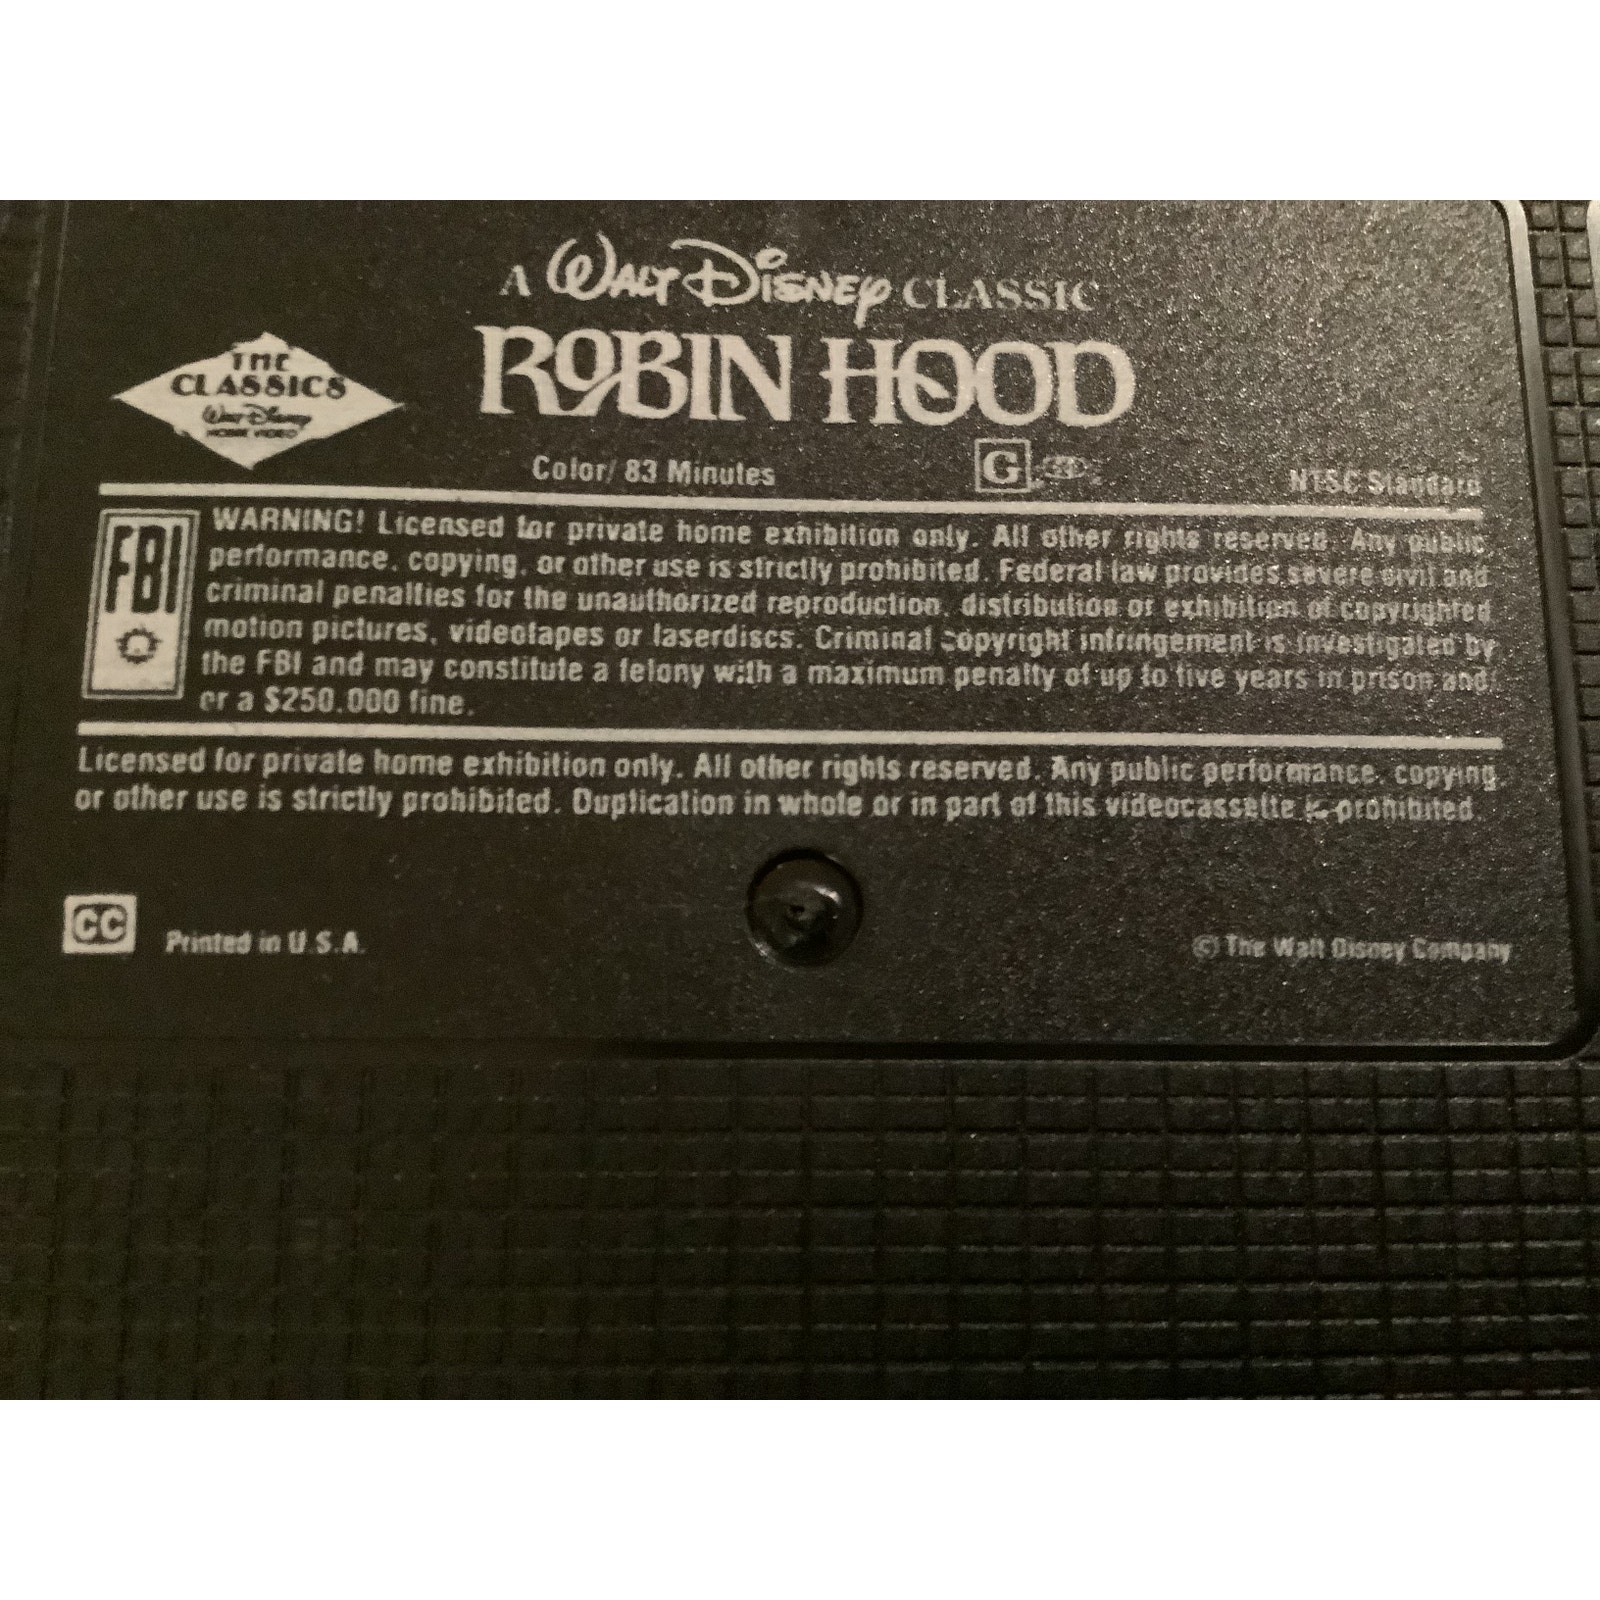 A WALT DISNEY CLASSIC
ROBIN HOOD
THE
CLASSICS
Walt Disney
HOME VIDEO
Color/ 83 Minutes
G
NTSC Standard
FBI
WARNING! Licensed for private home exhibition only. All other rights reserved. Any public
performance, copying, or other use is strictly prohibited. Federal law provides severe civil and
criminal penalties for the unauthorized reproduction, distribution or exhibition of copyrighted
motion pictures, videotapes or laserdiscs. Criminal copyright infringement is investigated by
the FBI and may constitute a felony with a maximum penalty of up to five years in prison and/
or a $250,000 fine.
Licensed for private home exhibition only. All other rights reserved. Any public performance, copying,
or other use is strictly prohibited. Duplication in whole or in part of this videocassette is prohibited.
CC
Printed in U.S.A.
© The Walt Disney Company